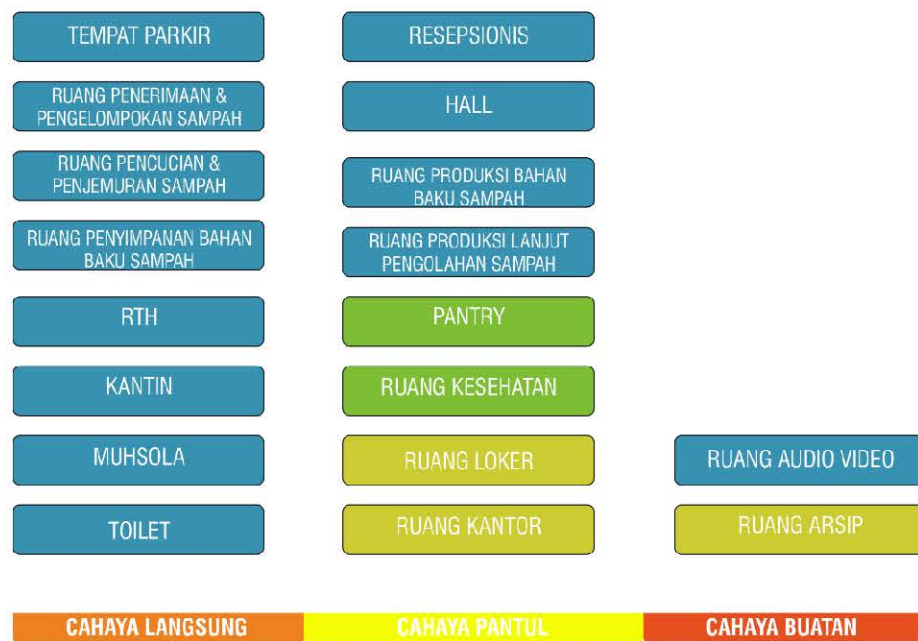 TEMPAT PARKIR
RUANG PENERIMAAN &
PENGELOMPOKAN SAMPAH
RUANG PENCUCIAN &
PENJEMURAN SAMPAH
RUANG PENYIMPANAN BAHAN
BAKU SAMPAH
RTH
KANTIN
MUHSOLA
TOILET
CAHAYA LANGSUNG
RESEPSIONIS
HALL
RUANG PRODUKSI BAHAN
BAKU SAMPAH
RUANG PRODUKSI LANJUT
PENGOLAHAN SAMPAH
PANTRY
RUANG KESEHATAN
RUANG LOKER
RUANG KANTOR
CAHAYA PANTUL
RUANG AUDIO VIDEO
RUANG ARSIP
CAHAYA BUATAN